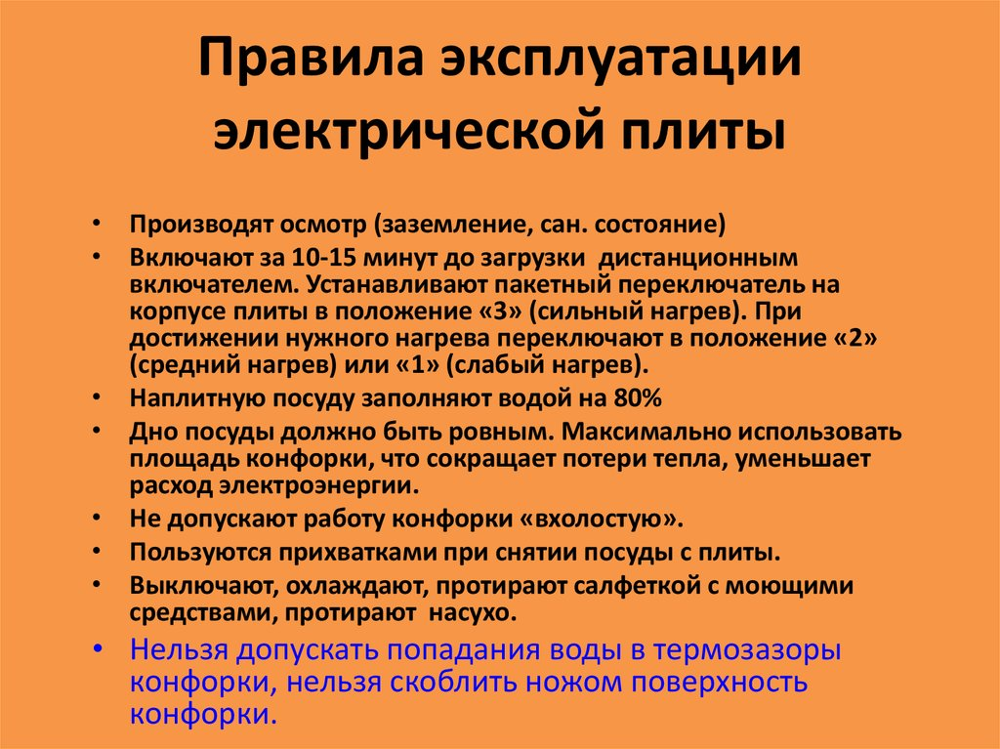 Правила эксплуатации
электрической плиты
• Производят осмотр (заземление, сан. состояние)
• Включают за 10-15 минут до загрузки дистанционным
включателем. Устанавливают пакетный переключатель на
корпусе плиты в положение «3» (сильный нагрев). При
достижении нужного нагрева переключают в положение «2»
(средний нагрев) или «1» (слабый нагрев).
• Наплитную посуду заполняют водой на 80%
• Дно посуды должно быть ровным. Максимально использовать
площадь конфорки, что сокращает потери тепла, уменьшает
расход электроэнергии.
• Не допускают работу конфорки «вхолостую».
• Пользуются прихватками при снятии посуды с плиты.
• Выключают, охлаждают, протирают салфеткой с моющими
средствами, протирают насухо.
• Нельзя допускать попадания воды в термозазоры
конфорки, нельзя скоблить ножом поверхность
конфорки.